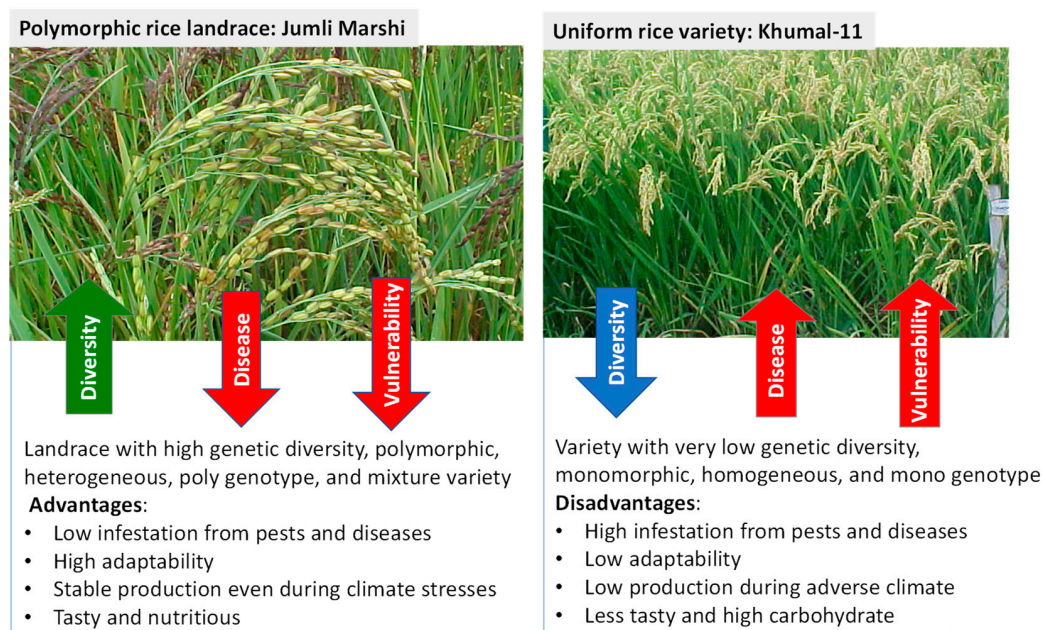 Polymorphic rice landrace: Jumli Marshi
Diversity
Disease
Vulnerability
Landrace with high genetic diversity, polymorphic,
heterogeneous, poly genotype, and mixture variety
Advantages:
• Low infestation from pests and diseases
• High adaptability
• Stable production even during climate stresses
• Tasty and nutritious
Uniform rice variety: Khumal-11
Diversity
Disease
Vulnerability
Variety with very low genetic diversity,
monomorphic, homogeneous, and mono genotype
Disadvantages:
• High infestation from pests and diseases
• Low adaptability
• Low production during adverse climate
• Less tasty and high carbohydrate